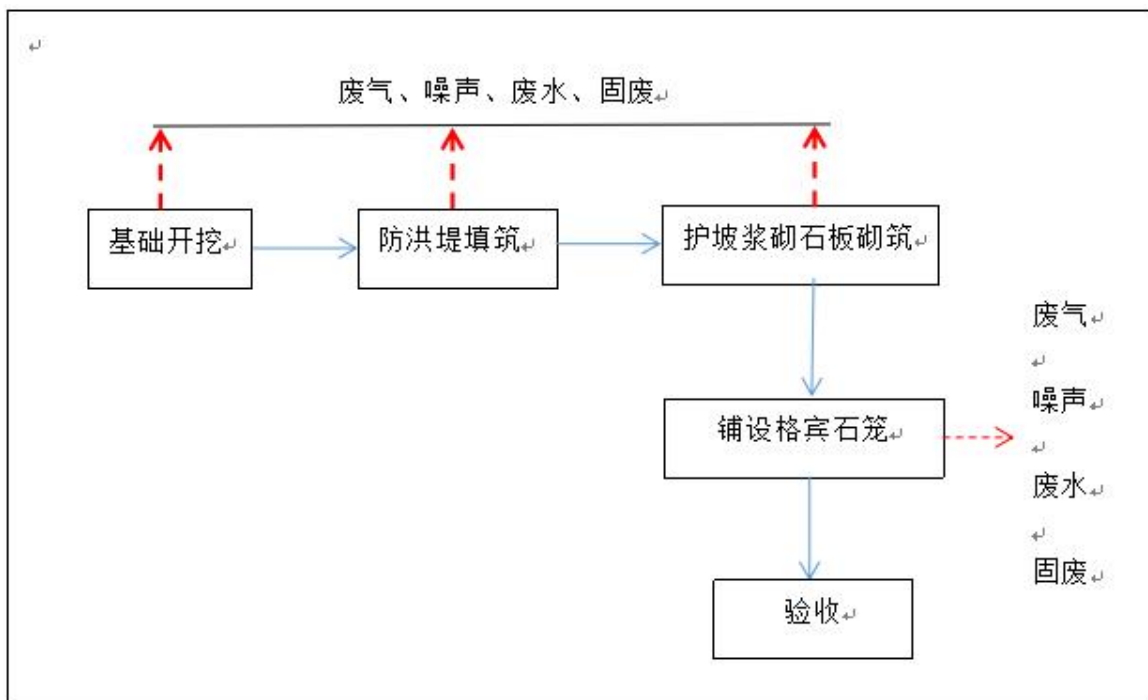 废气、噪声、废水、固废
基础开挖
防洪堤填筑
护坡浆砌石板砌筑
废气
噪声
铺设格宾石笼
废水
固废
验收